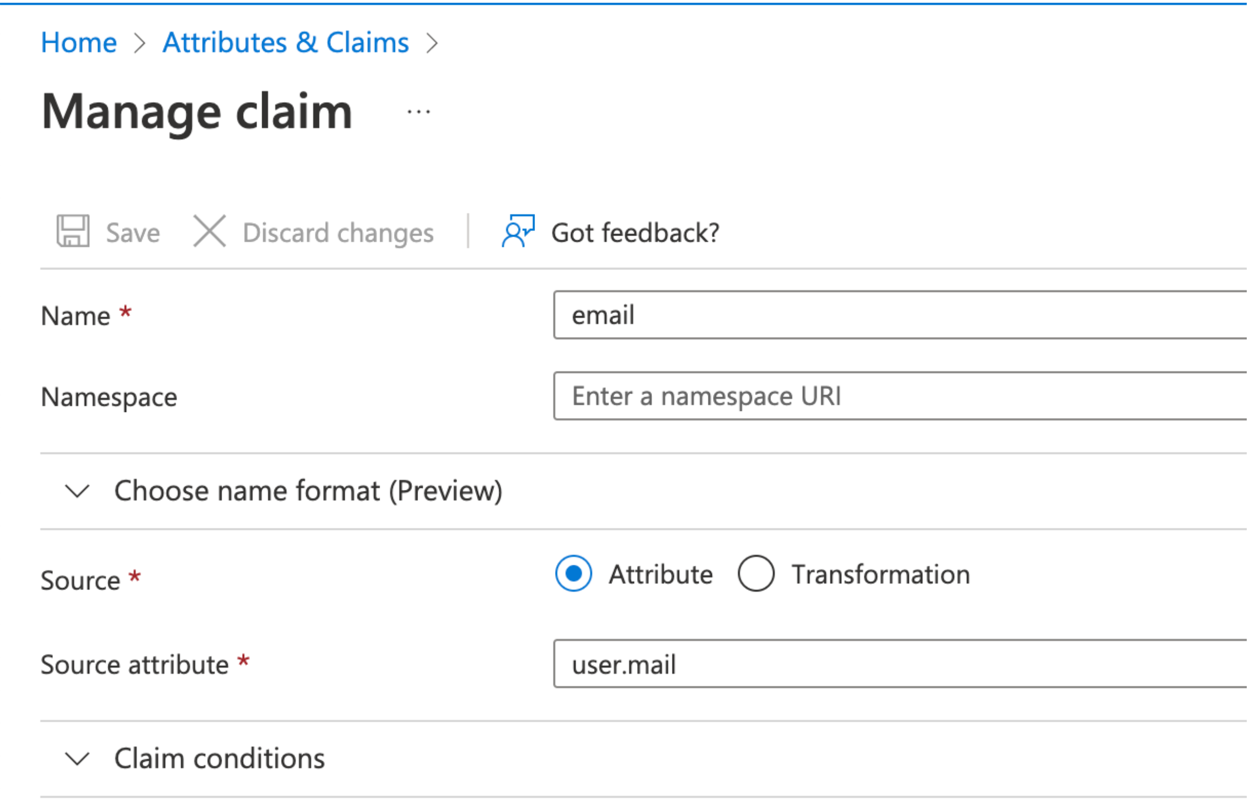 Home > Attributes & Claims >
Manage claim ...
Save Discard changes Got feedback?
Name * email
Namespace Enter a namespace URI
Choose name format (Preview)
Source * Attribute Transformation
Source attribute * user.mail
Claim conditions